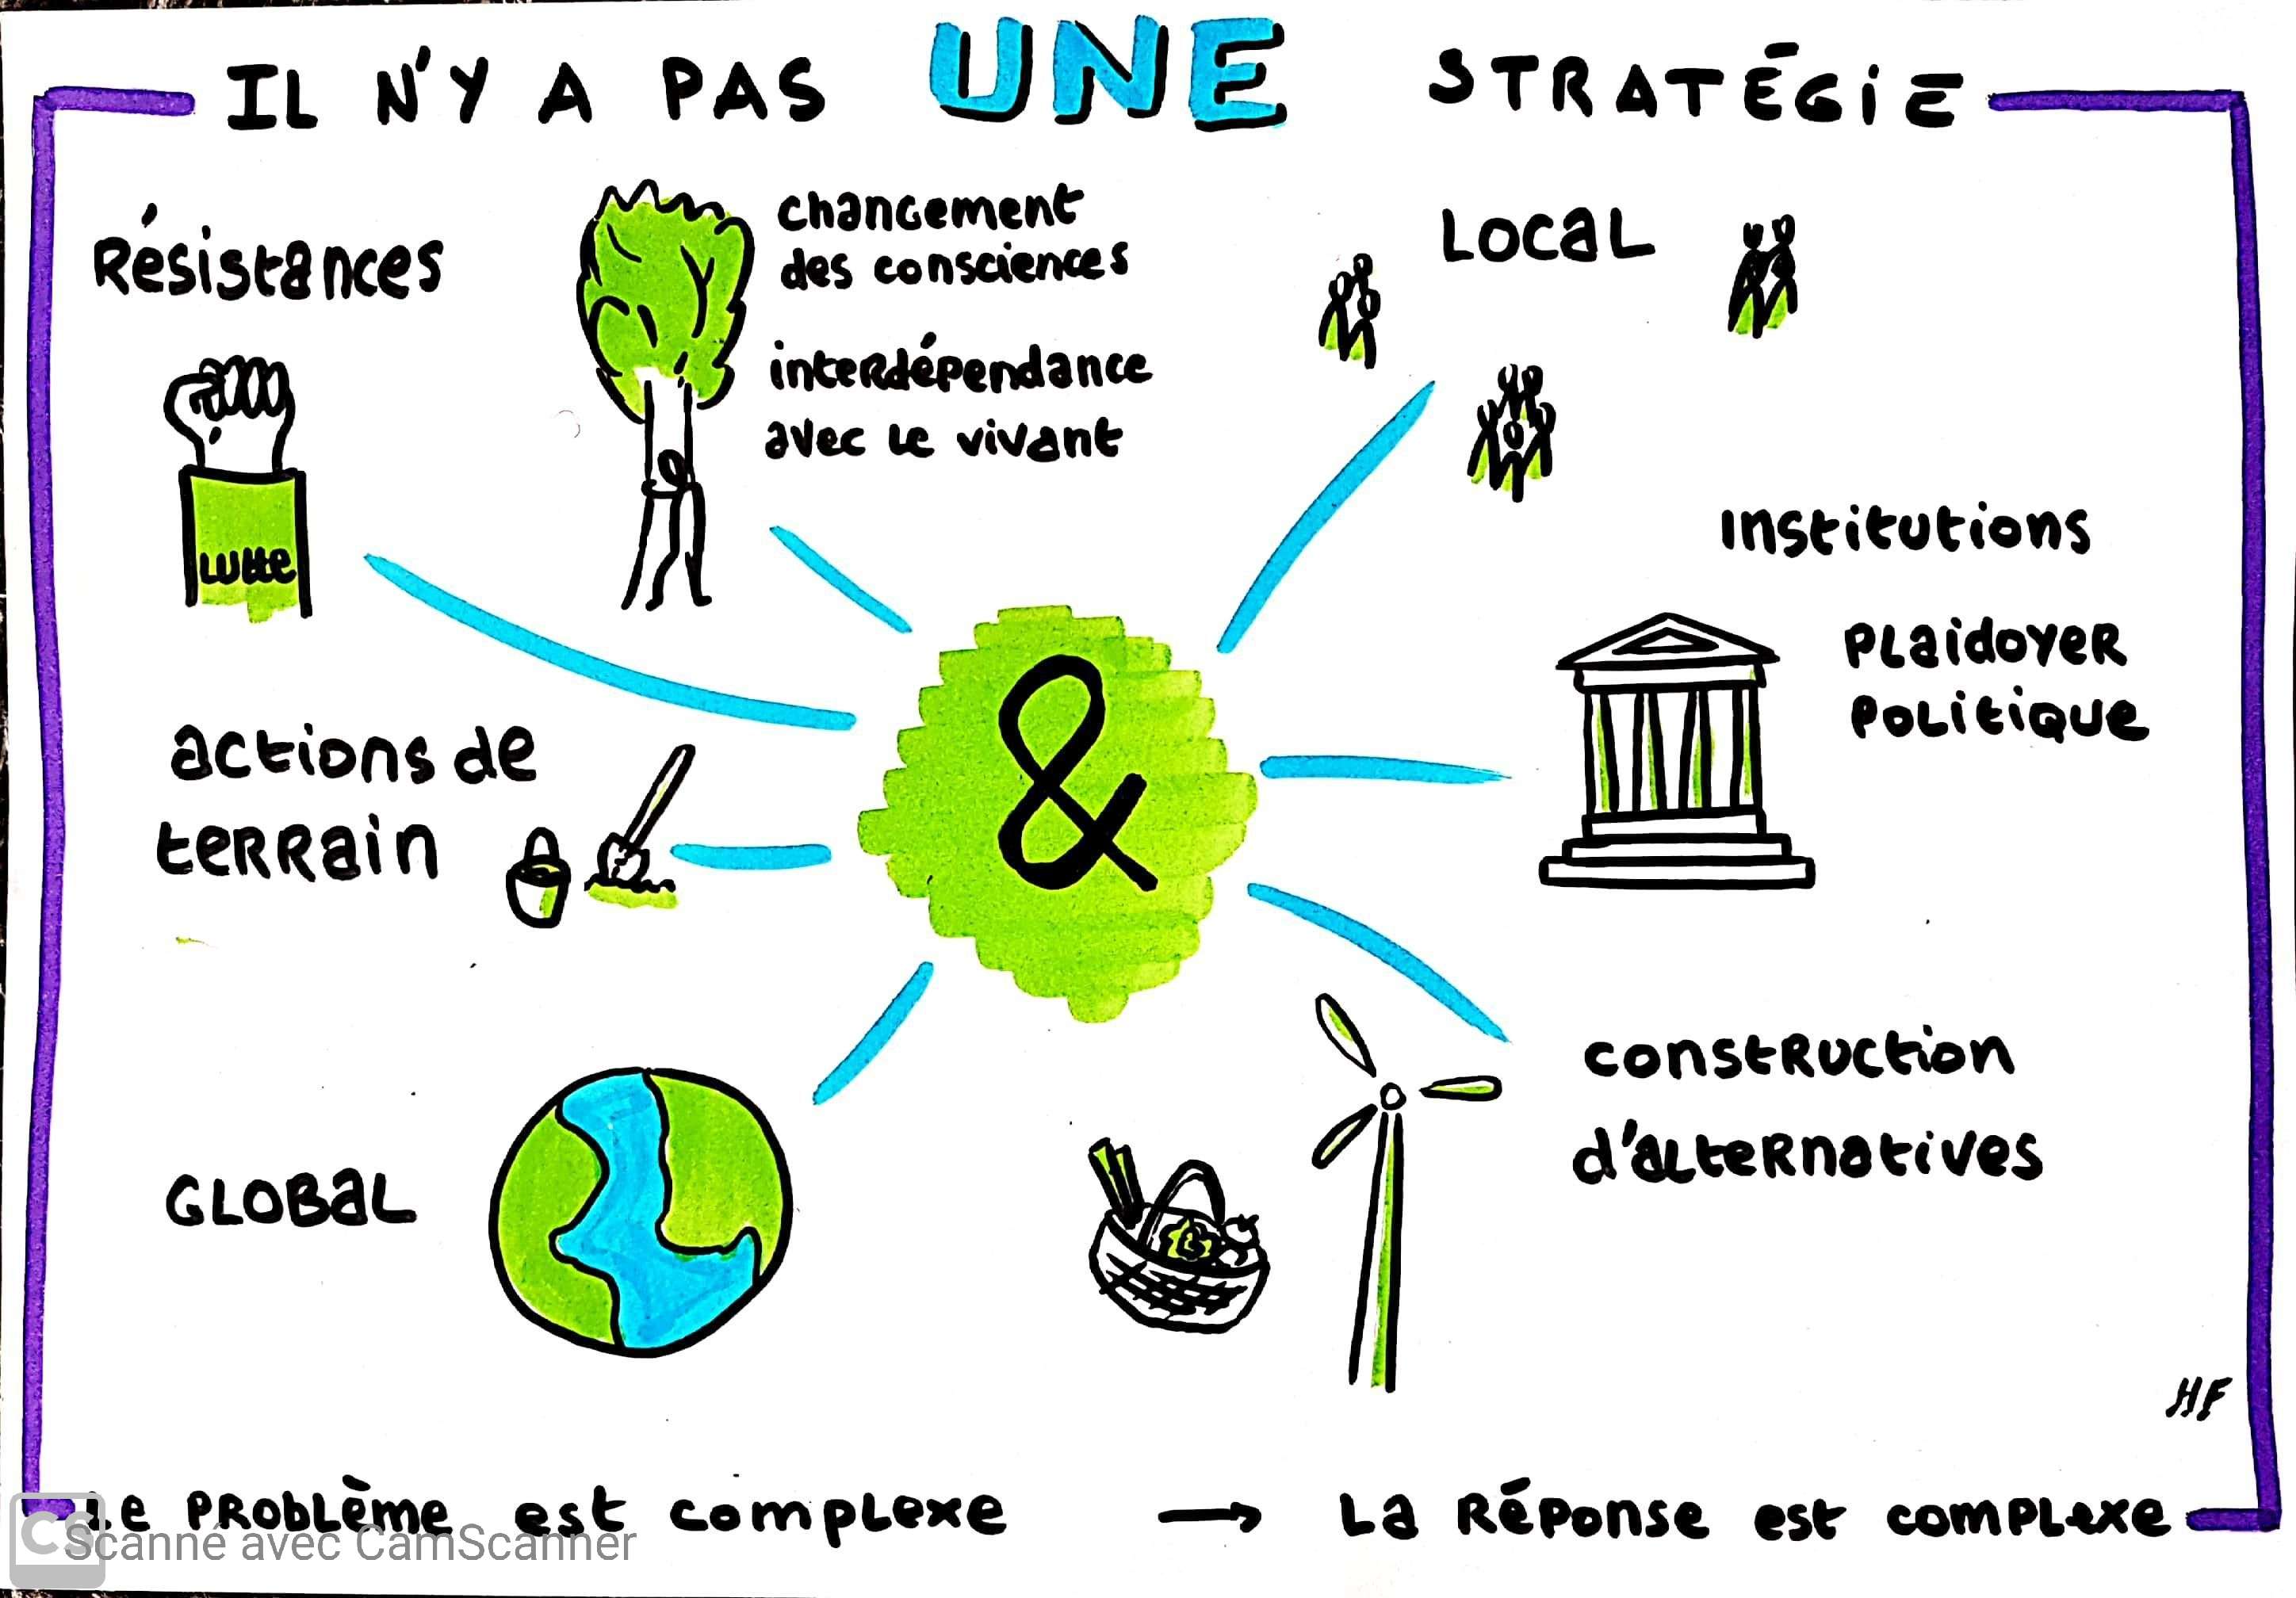 IL N'Y A PAS UNE STRATÉGIE
Résistances
Lutte
changement
des consciences
interdépendance
avec le vivant
Local
Institutions
Plaidoyer
Politique
actions de
terrain
&
Global
construction
d'alternatives
HF
Le problème est complexe → La réponse est complexe
CS Scanné avec CamScanner